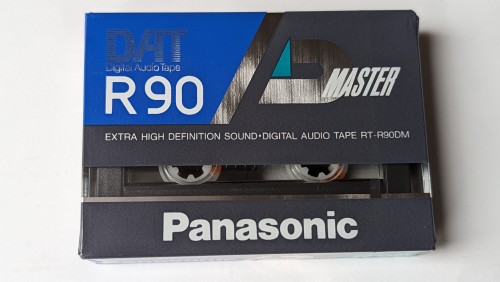 DAT
Digital Audio Tape
R90
D MASTER
EXTRA HIGH DEFINITION SOUND•DIGITAL AUDIO TAPE RT-R90DM
Panasonic